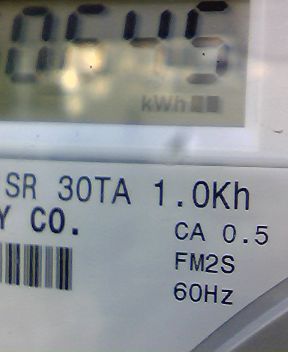 kWh
SR 30TA 1.0Kh
Y CO.
CA 0.5
FM2S
60Hz